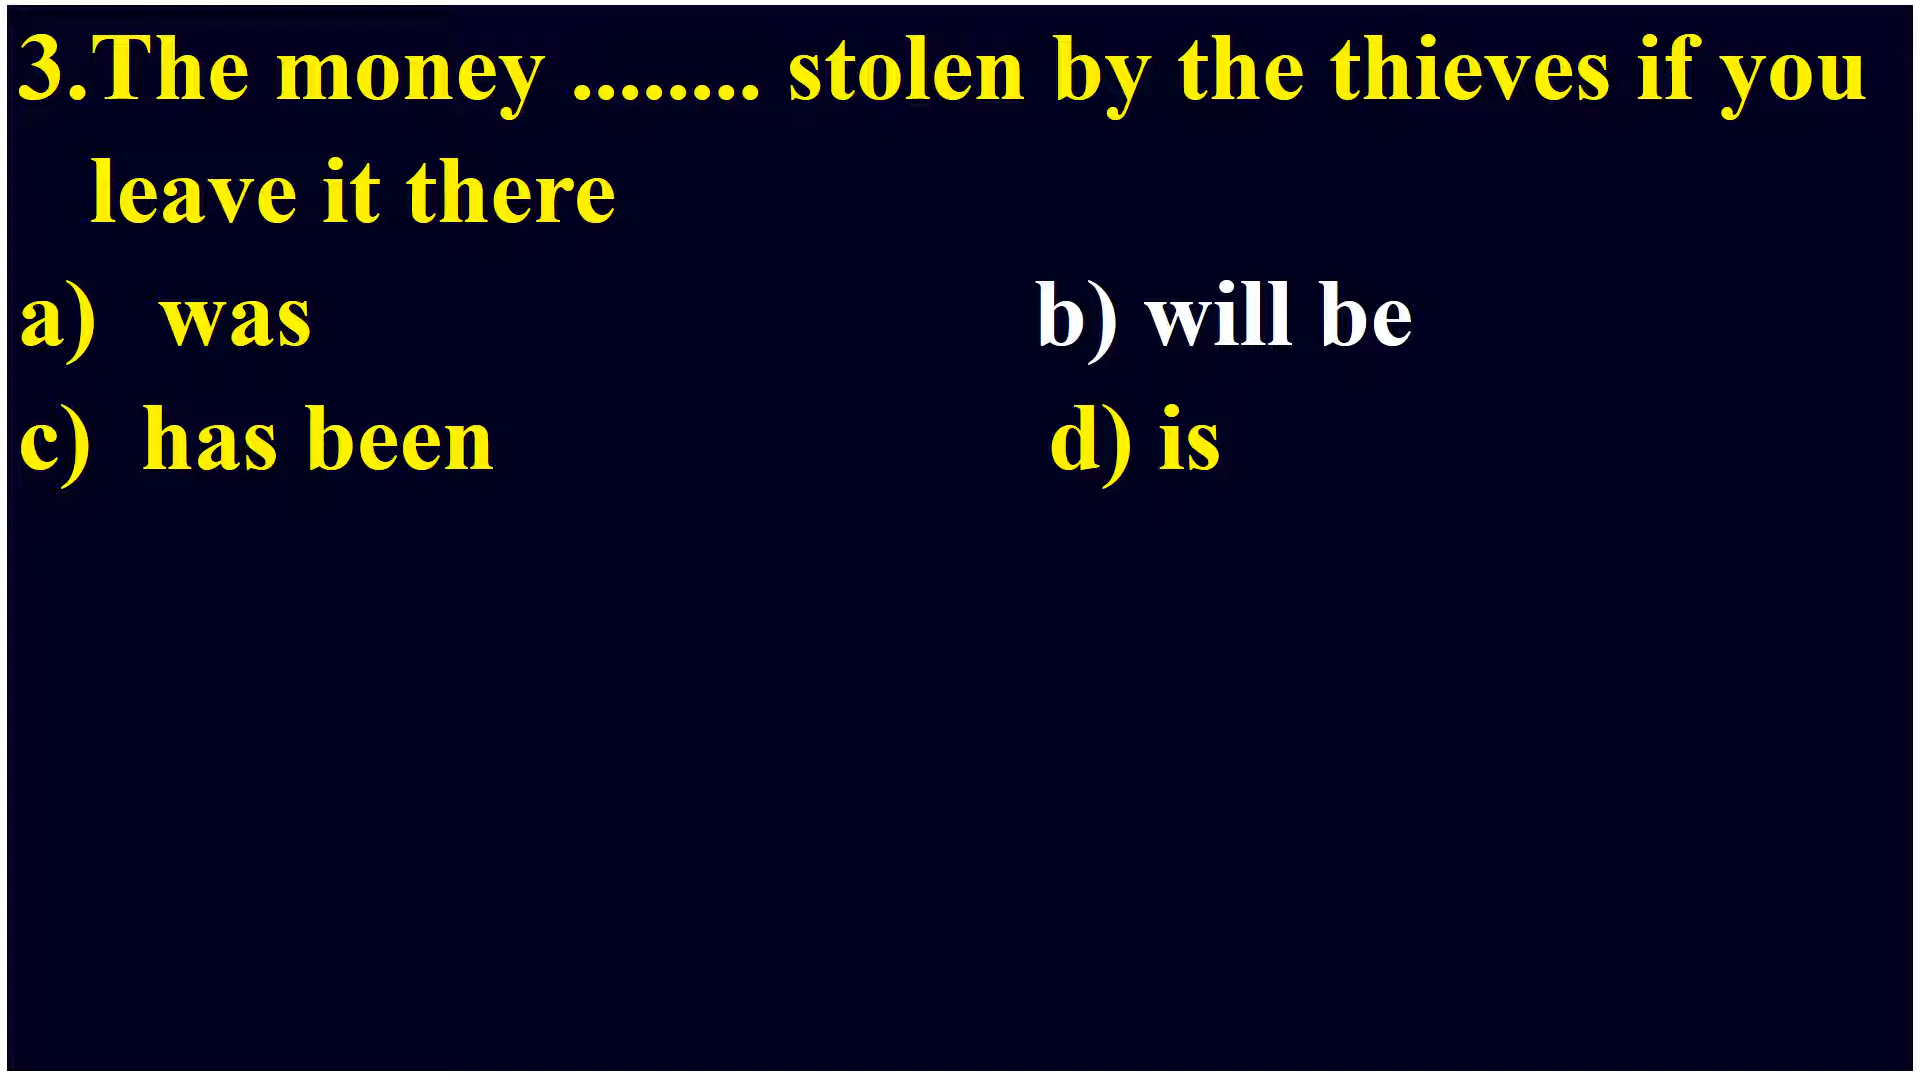 3.The money ........ stolen by the thieves if you
leave it there
a) was b) will be
c) has been d) is